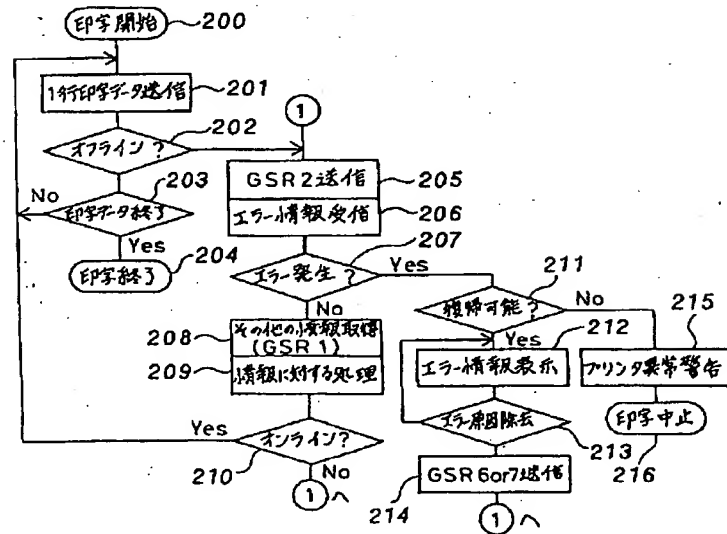 印字開始
200
1行印字データ送信
201
オフライン?
202
No
203
印字データ終了
Yes
印字終了
204
1
GSR2送信
205
エラー情報受信
206
207
エラー発生?
Yes
No
208
その他の情報取得
(GSR1)
209
情報に対する処理
Yes
オンライン?
210
No
1へ
211
復帰可能?
No
Yes
212
215
エラー情報表示
プリンタ異常警告
エラー原因除去
213
印字中止
216
GSR6or7送信
214
1へ